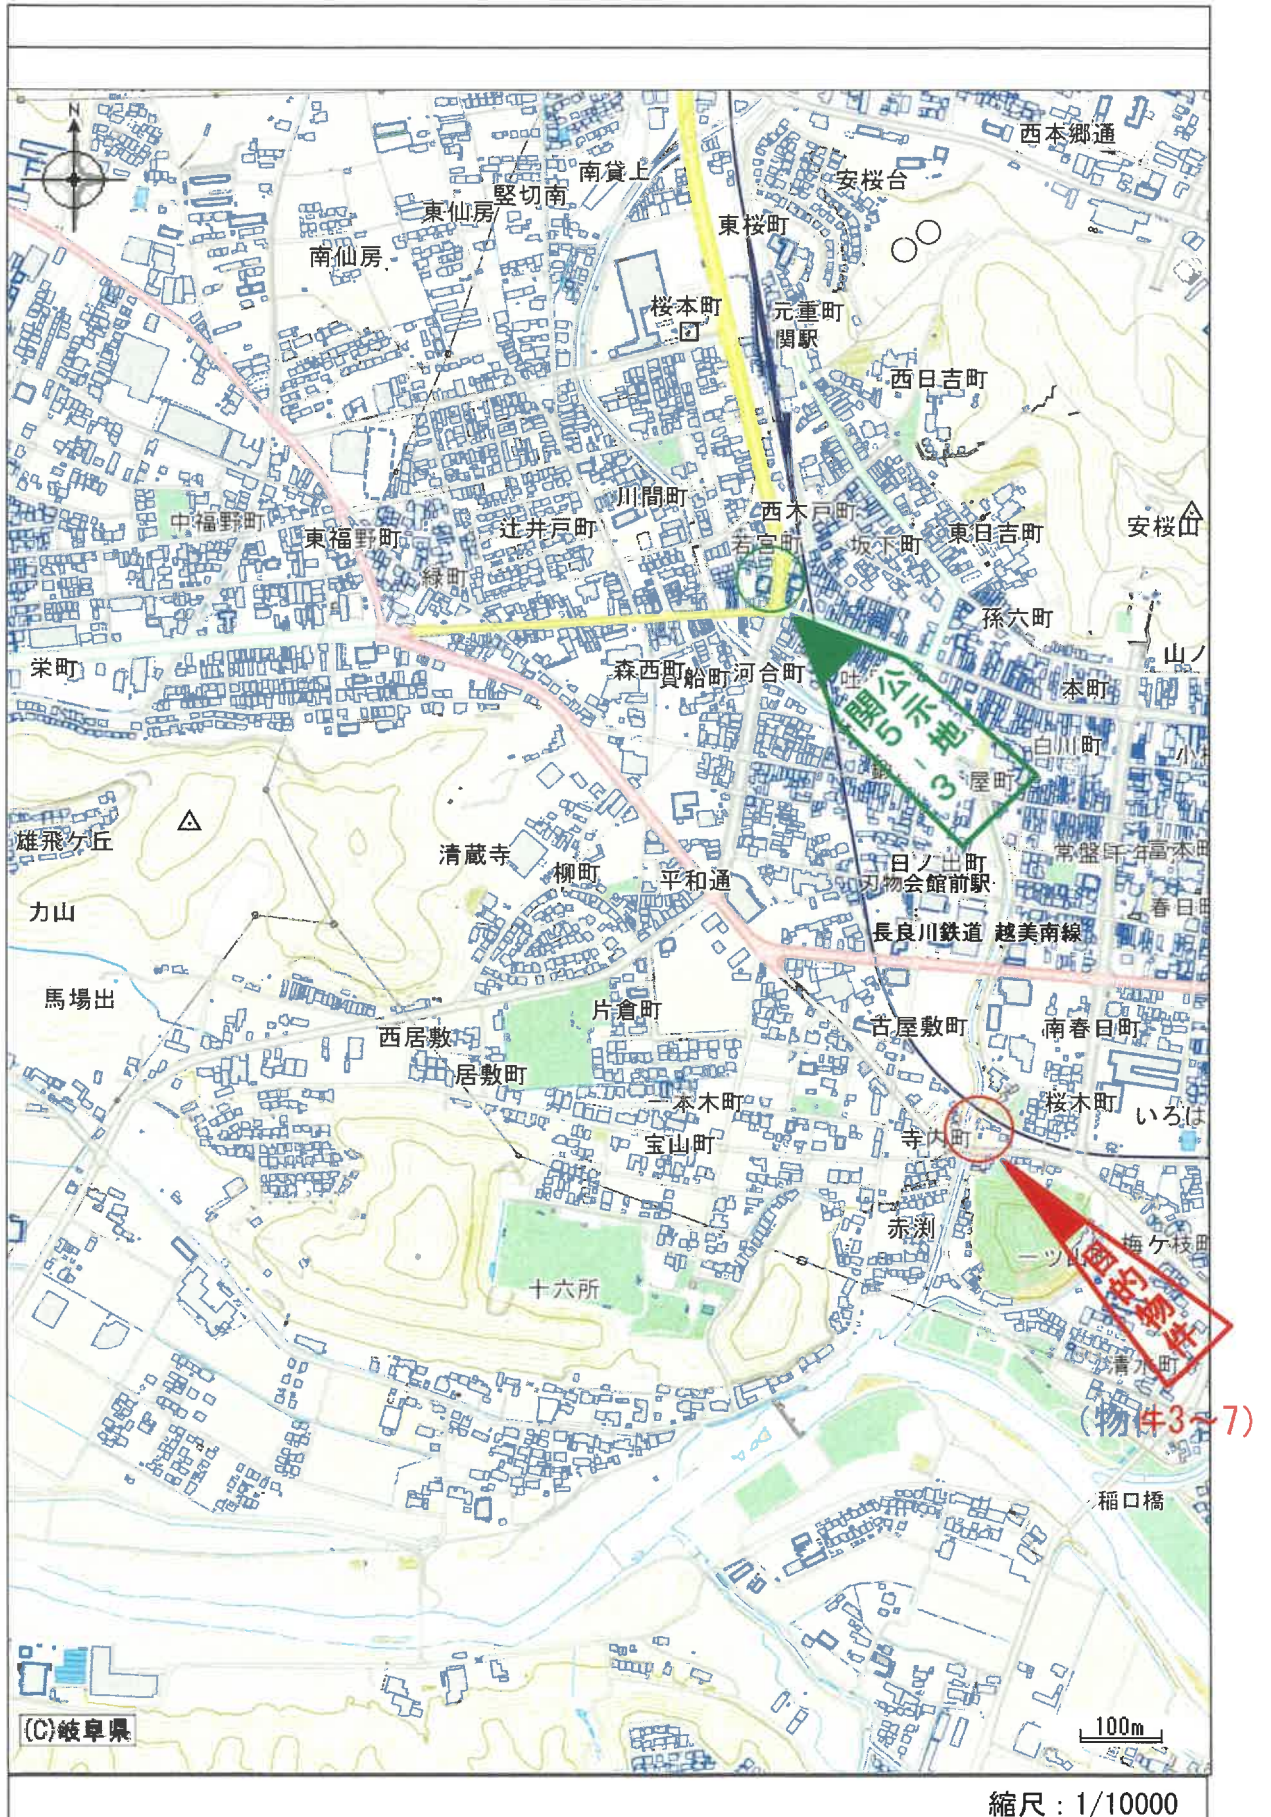 N
西本郷通
南貸上
安桜台
竪切南
東仙房
東桜町
南仙房
桜本町
元重町
関駅
西日吉町
川間町
西木戸町
中福野町
東福野町
辻井戸町
若宮町
坂下町
東日吉町
安桜山
緑町
孫六町
栄町
森西町
貸船町
河合町
吐
本町
山ノ
公示地
関5-3
白川町
屋町
雄飛ケ丘
清蔵寺
柳町
平和通
日ノ出町
刃物会館前駅
常盤町
千年
富本町
力山
春日町
長良川鉄道 越美南線
馬場出
片倉町
西居敷
古屋敷町
南春日町
居敷町
一本木町
桜木町
いろは
宝山町
寺内町
赤渕
一ツ山
梅ケ枝町
十六所
目的物件
清水町
(物件3~7)
稲口橋
(C)岐阜県
100m
縮尺:1/10000